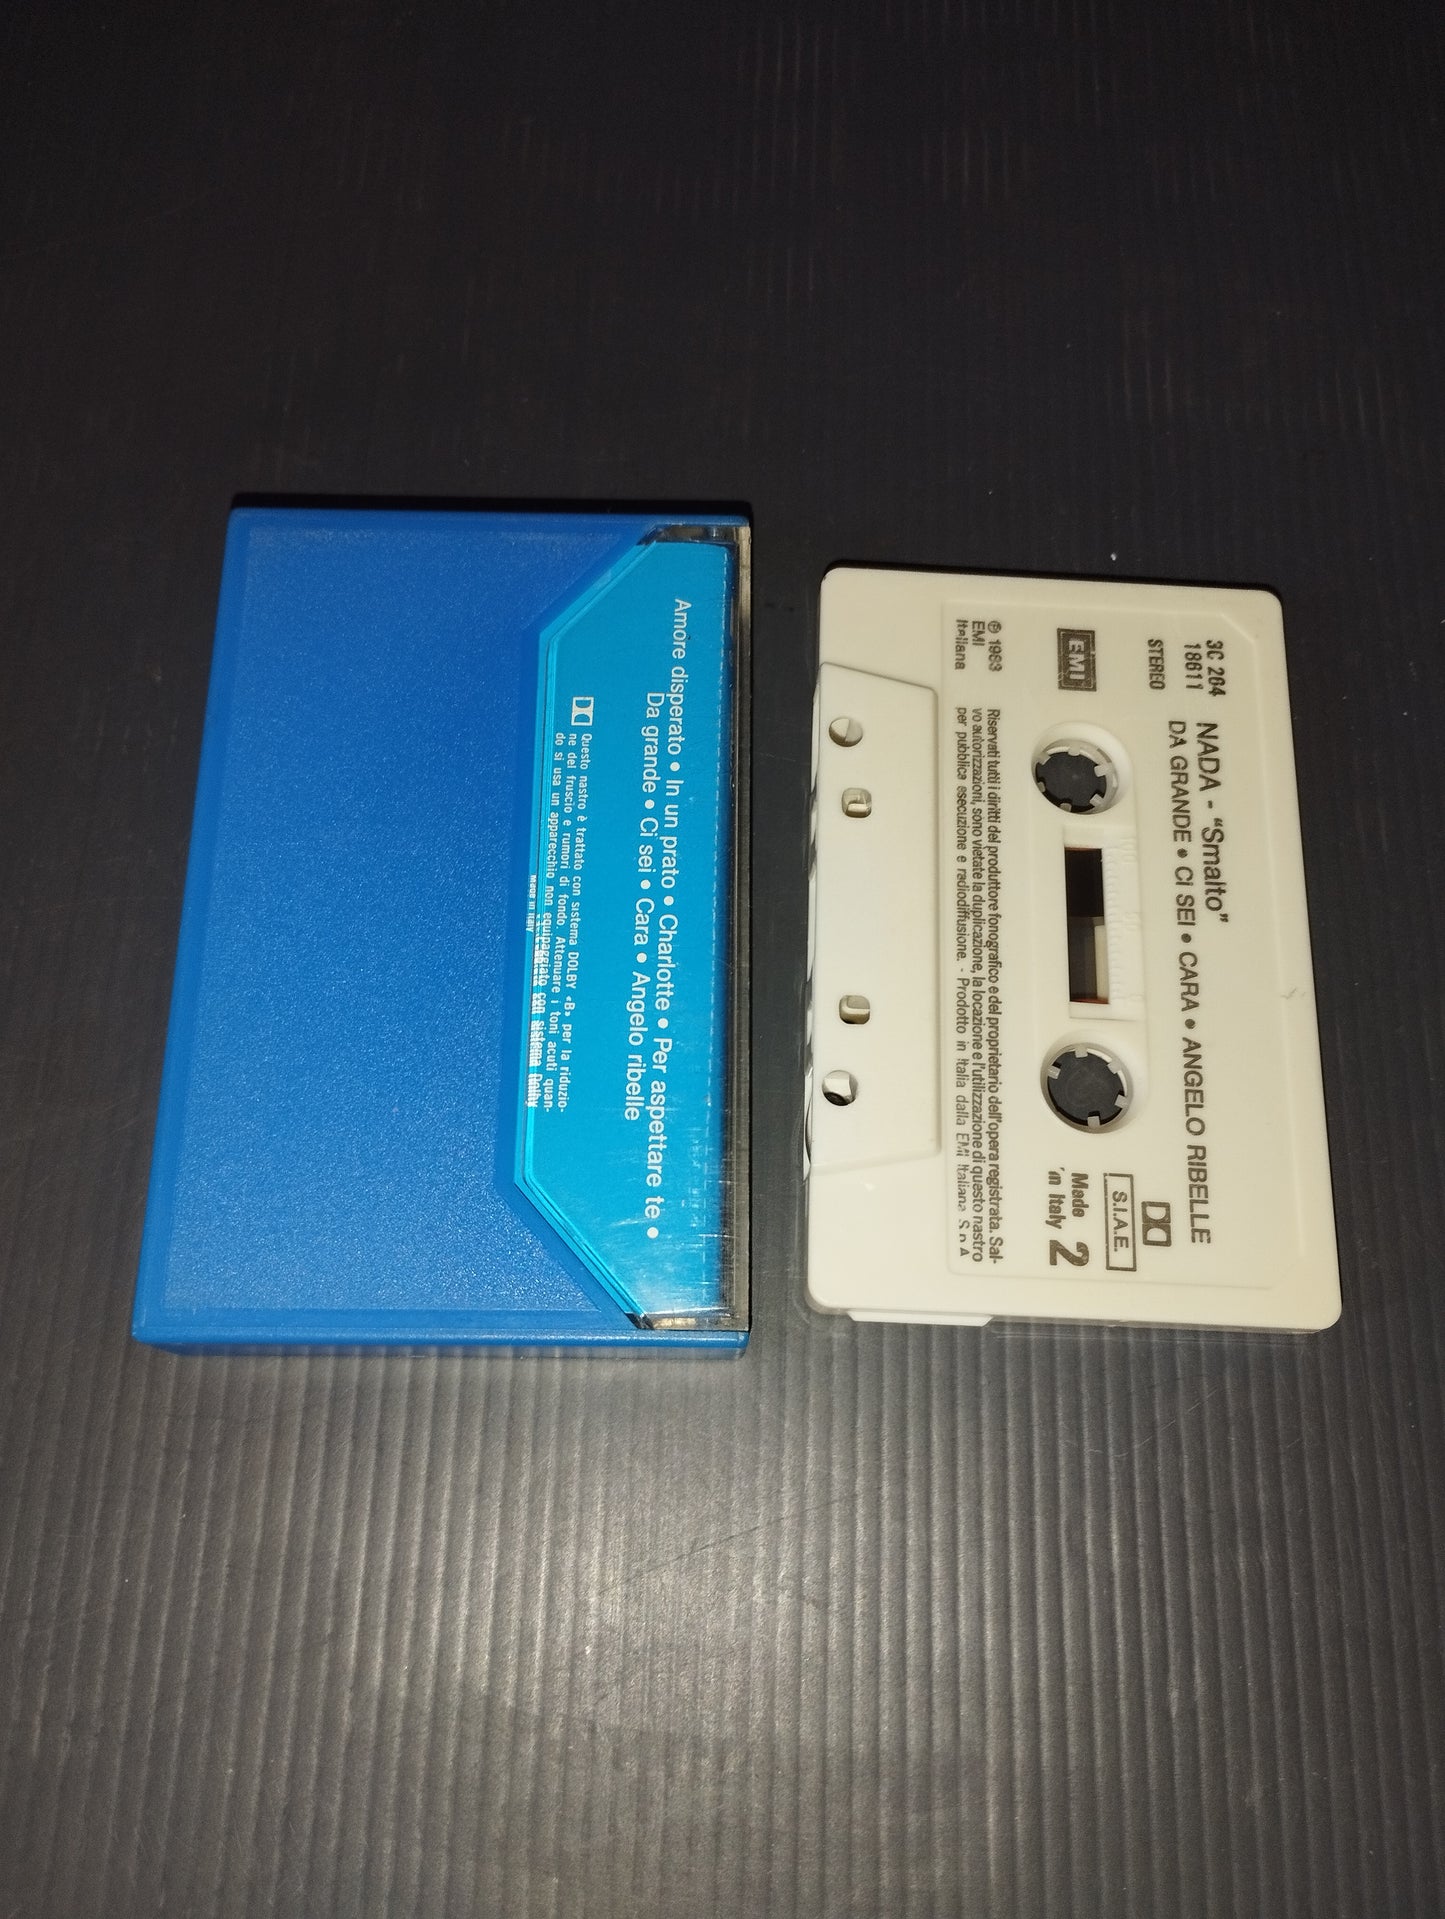 Amore disperato • In un prato • Charlotte • Per aspettare te •
Da grande • Ci sei • Cara • Angelo ribelle
Questo nastro è trattato con sistema DOLBY «B» per la riduzio-
ne del fruscio e rumori di fondo. Attenuare i toni acuti quan-
do si usa un apparecchio non equipaggiato con sistema Dolby
Made in Italy
3C 264
18611
STEREO
NADA - "Smalto"
DA GRANDE • CI SEI • CARA • ANGELO RIBELLE
EMI
S.I.A.E.
Made
in Italy
2
℗ 1983
EMI
Italiana
Riservati tutti i diritti del produttore fonografico e del proprietario dell'opera registrata. Sal-
vo autorizzazioni, sono vietate la duplicazione, la locazione e l'utilizzazione di questo nastro
per pubblica esecuzione e radiodiffusione. - Prodotto in Italia dalla EMI Italiana S.p.A